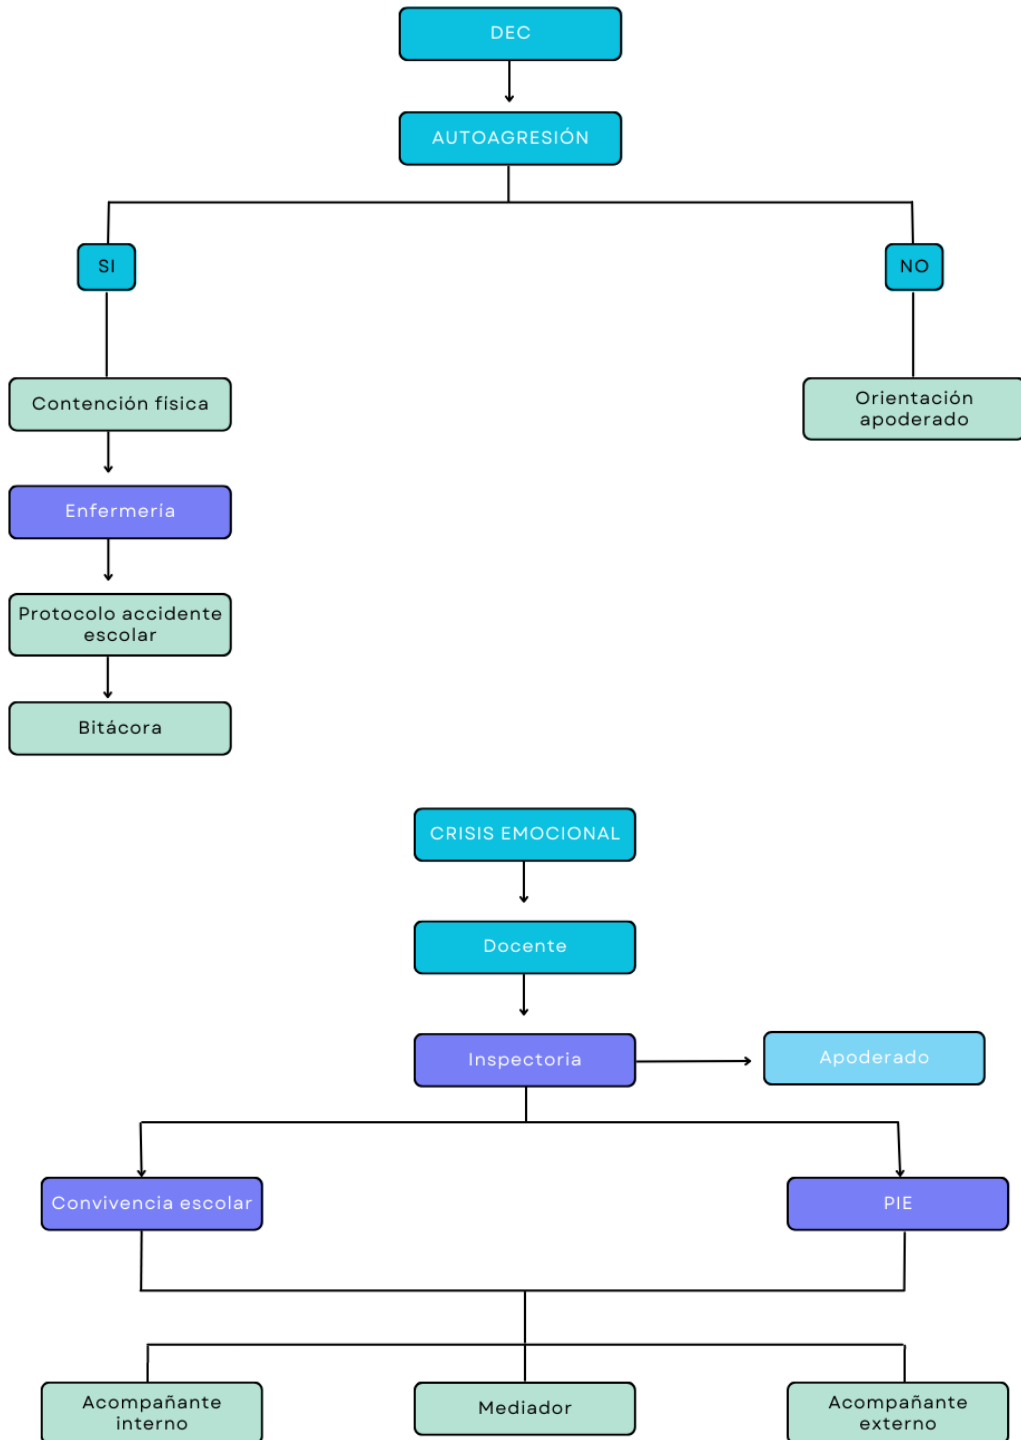 DEC
AUTOAGRESIÓN
SI
NO
Contención física
Orientación
apoderado
Enfermería
Protocolo accidente
escolar
Bitácora
CRISIS EMOCIONAL
Docente
Inspectoria
Apoderado
Convivencia escolar
PIE
Acompañante
interno
Mediador
Acompañante
externo